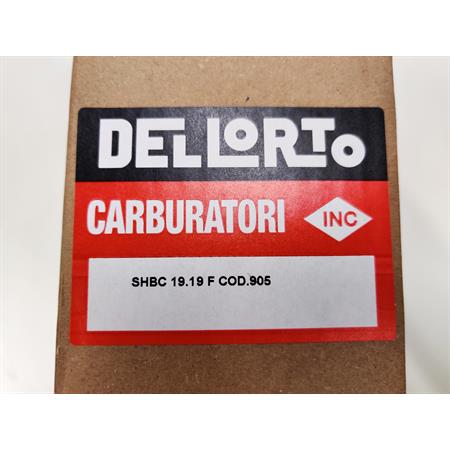 DELLORTO
CARBURATORI INC
SHBC 19.19 F COD.905